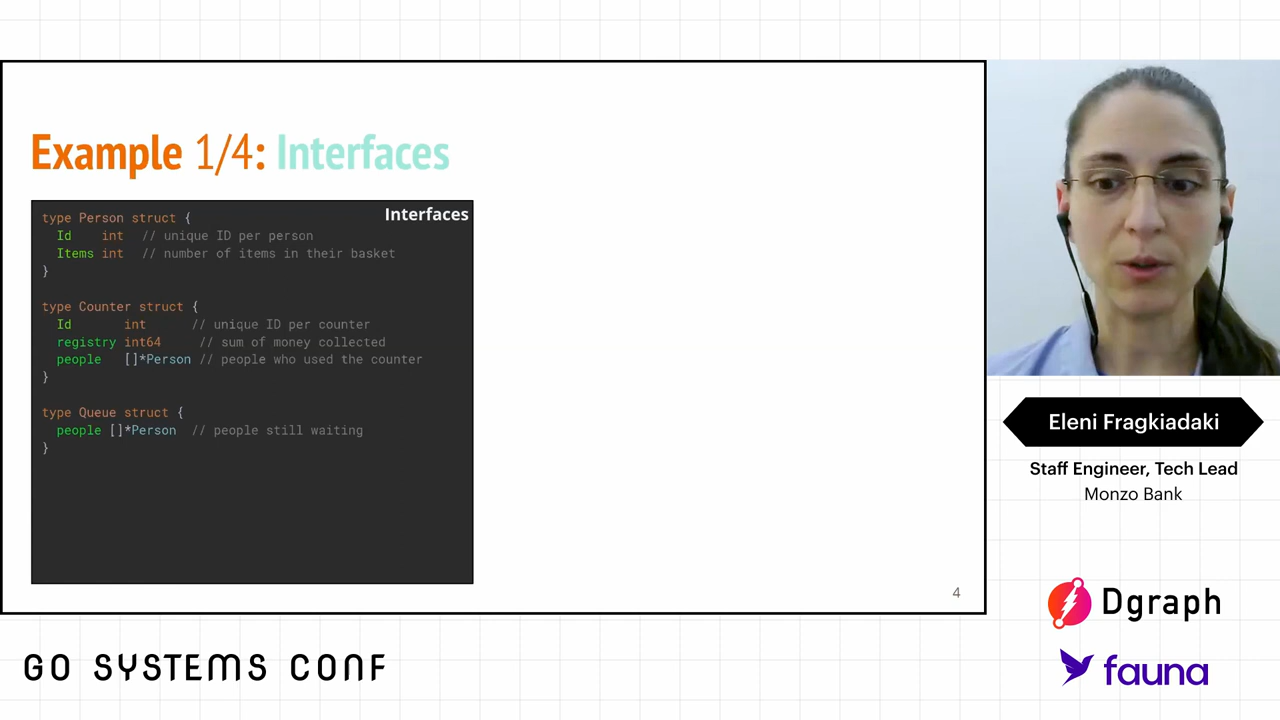 Example 1/4: Interfaces
Interfaces
type Person struct {
  Id    int  // unique ID per person
  Items int  // number of items in their basket
}
type Counter struct {
  Id       int      // unique ID per counter
  registry int64     // sum of money collected
  people   []*Person // people who used the counter
}
type Queue struct {
  people []*Person  // people still waiting
}
4
Eleni Fragkiadaki
Staff Engineer, Tech Lead
Monzo Bank
Dgraph
fauna
GO SYSTEMS CONF